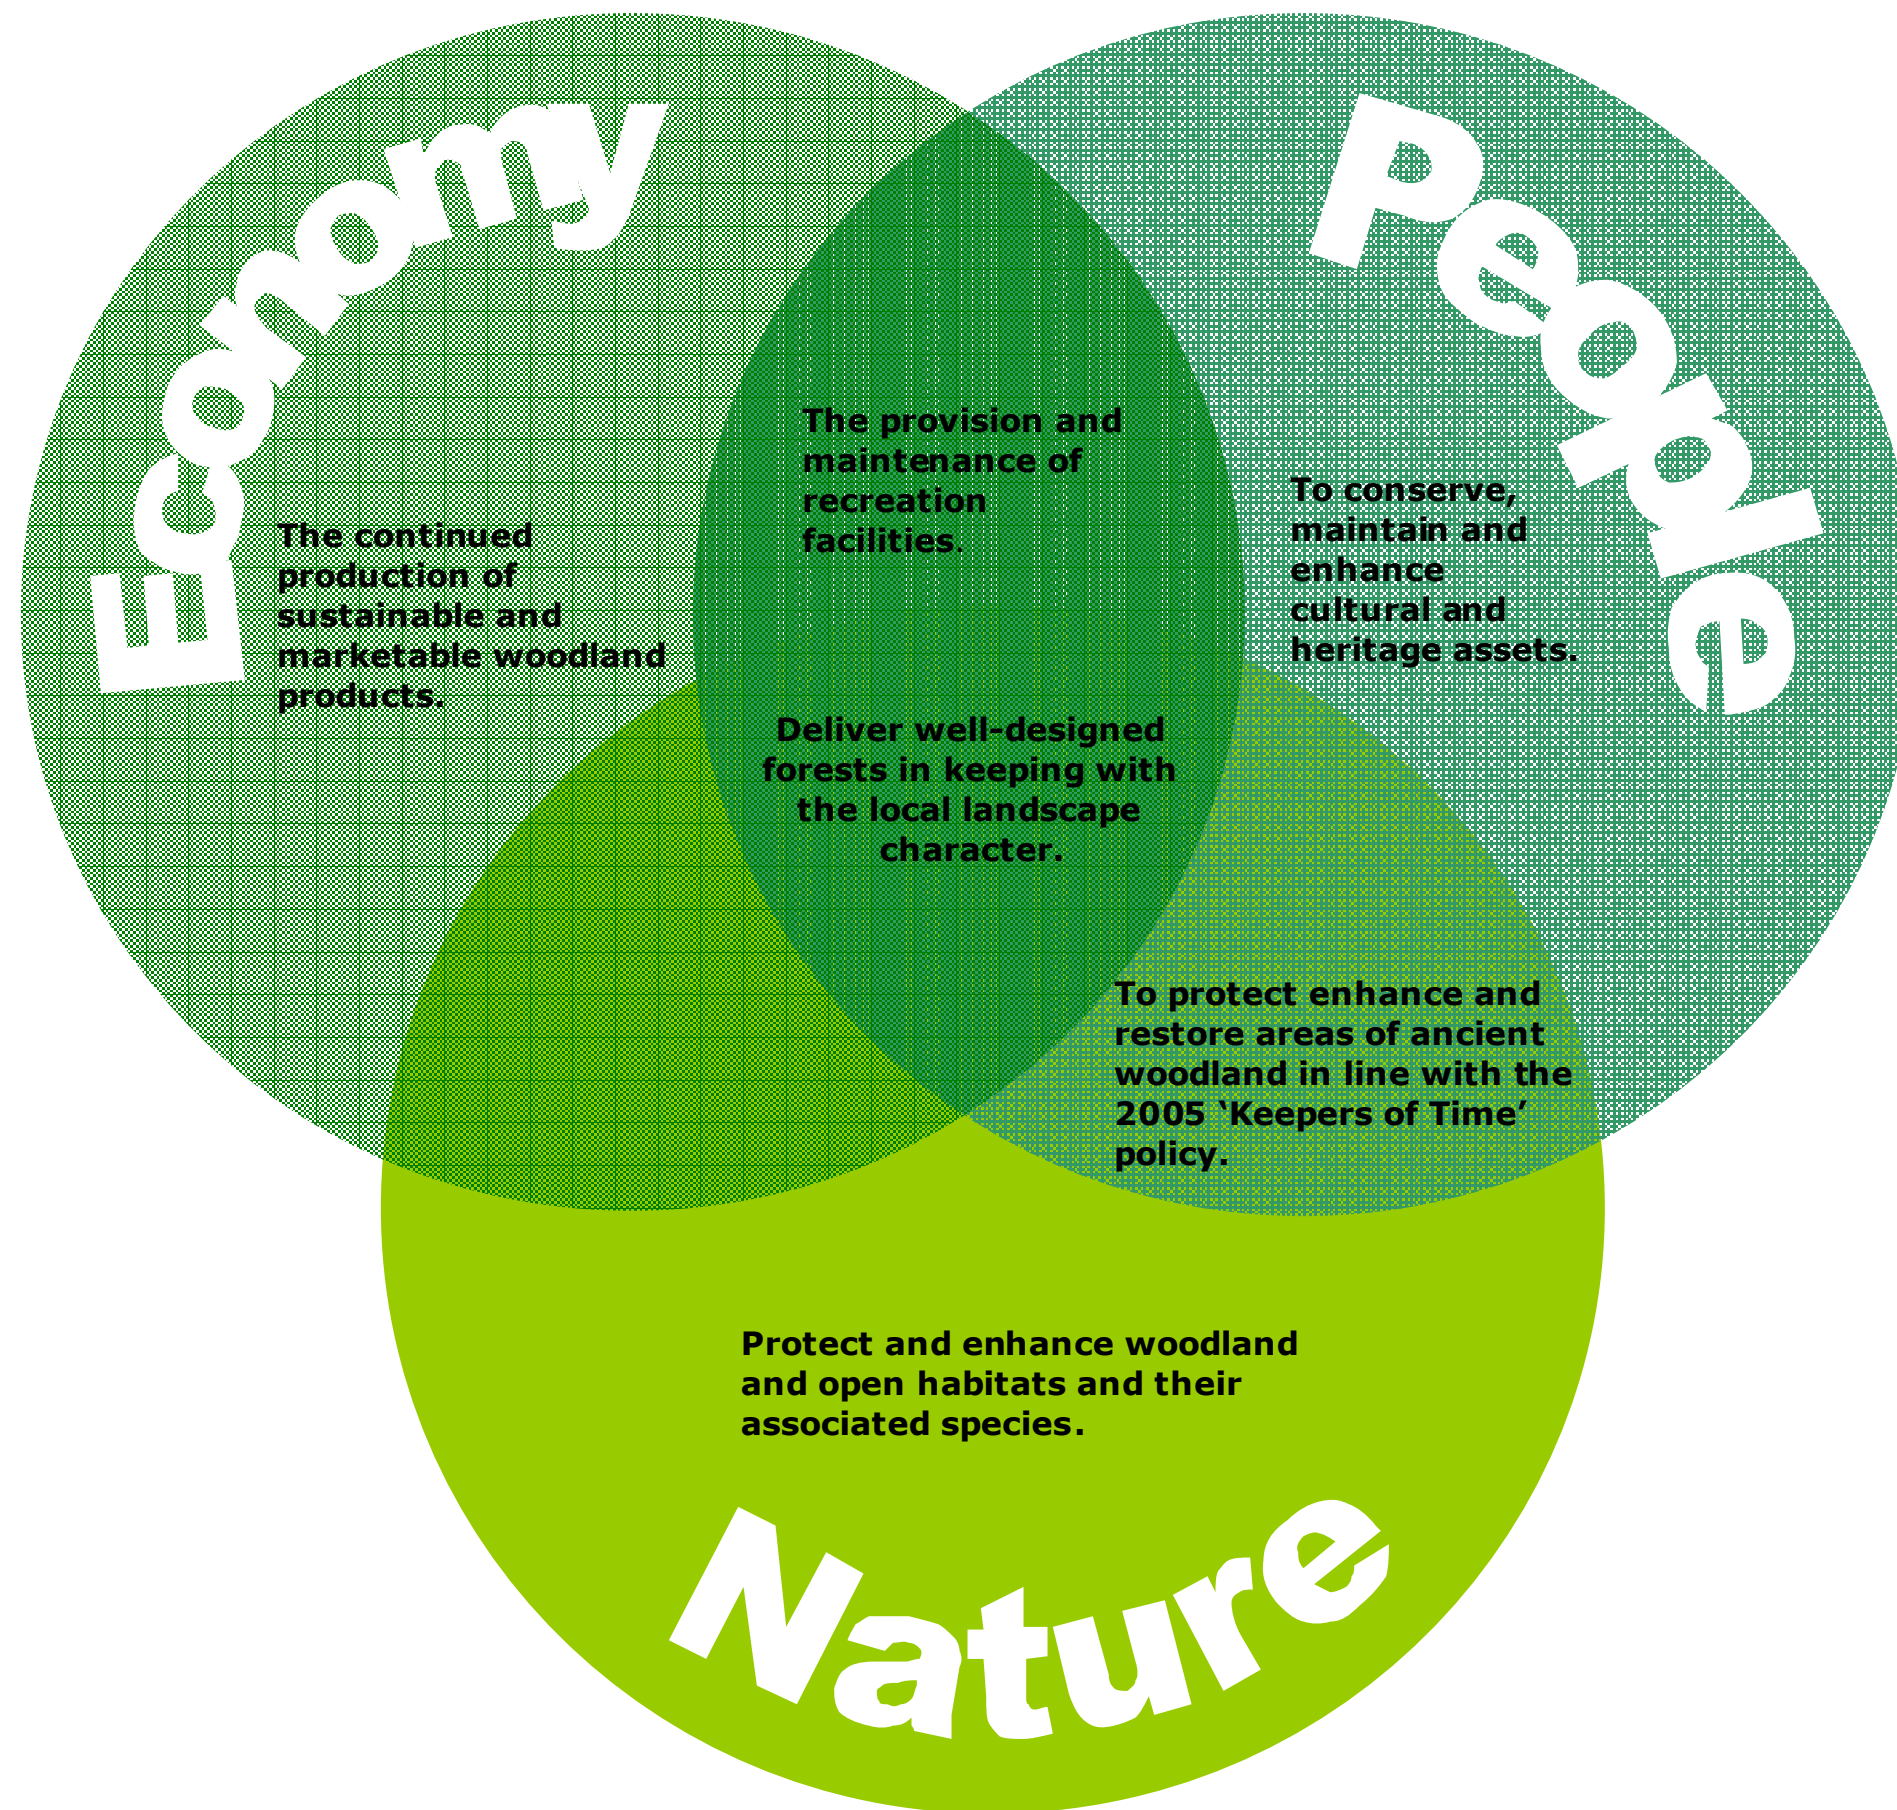 Economy
People
The provision and
maintenance of
recreation
facilities.
To conserve,
maintain and
enhance
cultural and
heritage assets.
The continued
production of
sustainable and
marketable woodland
products.
Deliver well-designed
forests in keeping with
the local landscape
character.
To protect enhance and
restore areas of ancient
woodland in line with the
2005 ‘Keepers of Time’
policy.
Protect and enhance woodland
and open habitats and their
associated species.
Nature